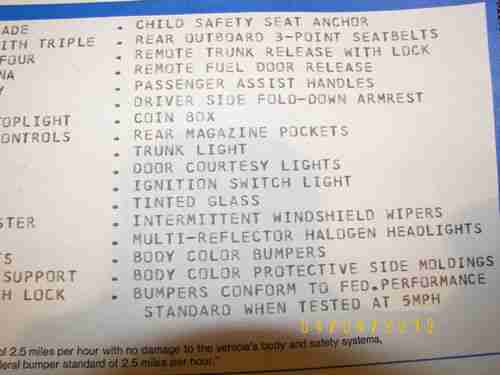 ADE • CHILD SAFETY SEAT ANCHOR
ITH TRIPLE • REAR OUTBOARD 3-POINT SEATBELTS
FOUR • REMOTE TRUNK RELEASE WITH LOCK
NA • REMOTE FUEL DOOR RELEASE
Y • PASSENGER ASSIST HANDLES
• DRIVER SIDE FOLD-DOWN ARMREST
TOPLIGHT • COIN BOX
CONTROLS • REAR MAGAZINE POCKETS
• TRUNK LIGHT
• DOOR COURTESY LIGHTS
• IGNITION SWITCH LIGHT
• TINTED GLASS
STER • INTERMITTENT WINDSHIELD WIPERS
• MULTI-REFLECTOR HALOGEN HEADLIGHTS
TS • BODY COLOR BUMPERS
SUPPORT • BODY COLOR PROTECTIVE SIDE MOLDINGS
CH LOCK • BUMPERS CONFORM TO FED.PERFORMANCE
STANDARD WHEN TESTED AT 5MPH
of 2.5 miles per hour with no damage to the vehicle's body and safety systems,
deral bumper standard of 2.5 miles per hour."